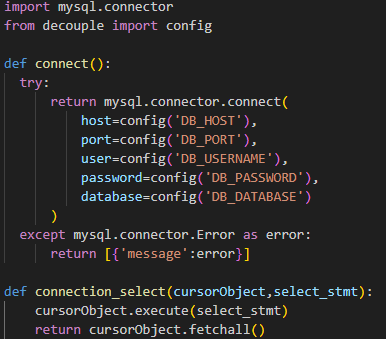 import mysql.connector
from decouple import config
def connect():
try:
return mysql.connector.connect(
host=config('DB_HOST'),
port=config('DB_PORT'),
user=config('DB_USERNAME'),
password=config('DB_PASSWORD'),
database=config('DB_DATABASE')
)
except mysql.connector.Error as error:
return [{'message':error}]
def connection_select(cursorObject,select_stmt):
cursorObject.execute(select_stmt)
return cursorObject.fetchall()